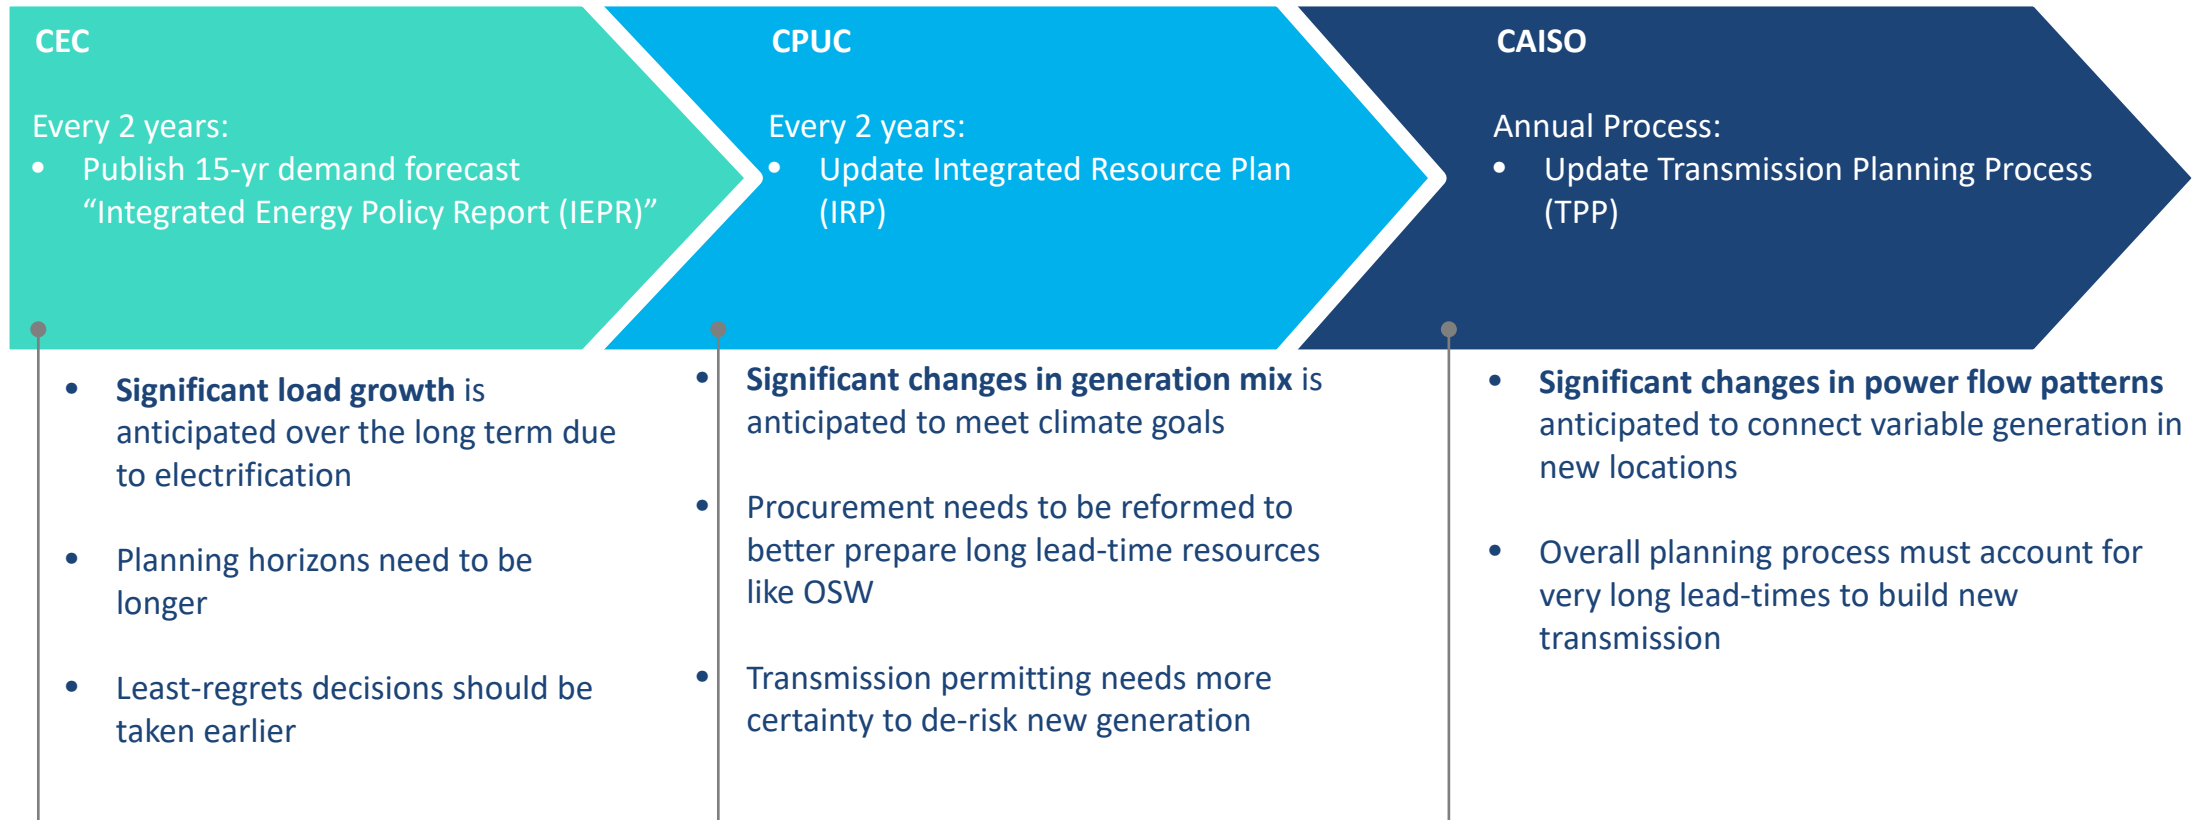 CEC
Every 2 years:
• Publish 15-yr demand forecast
“Integrated Energy Policy Report (IEPR)”
CPUC
Every 2 years:
• Update Integrated Resource Plan
(IRP)
CAISO
Annual Process:
• Update Transmission Planning Process
(TPP)
• Significant load growth is
anticipated over the long term due
to electrification
• Planning horizons need to be
longer
• Least-regrets decisions should be
taken earlier
• Significant changes in generation mix is
anticipated to meet climate goals
• Procurement needs to be reformed to
better prepare long lead-time resources
like OSW
• Transmission permitting needs more
certainty to de-risk new generation
• Significant changes in power flow patterns
anticipated to connect variable generation in
new locations
• Overall planning process must account for
very long lead-times to build new
transmission